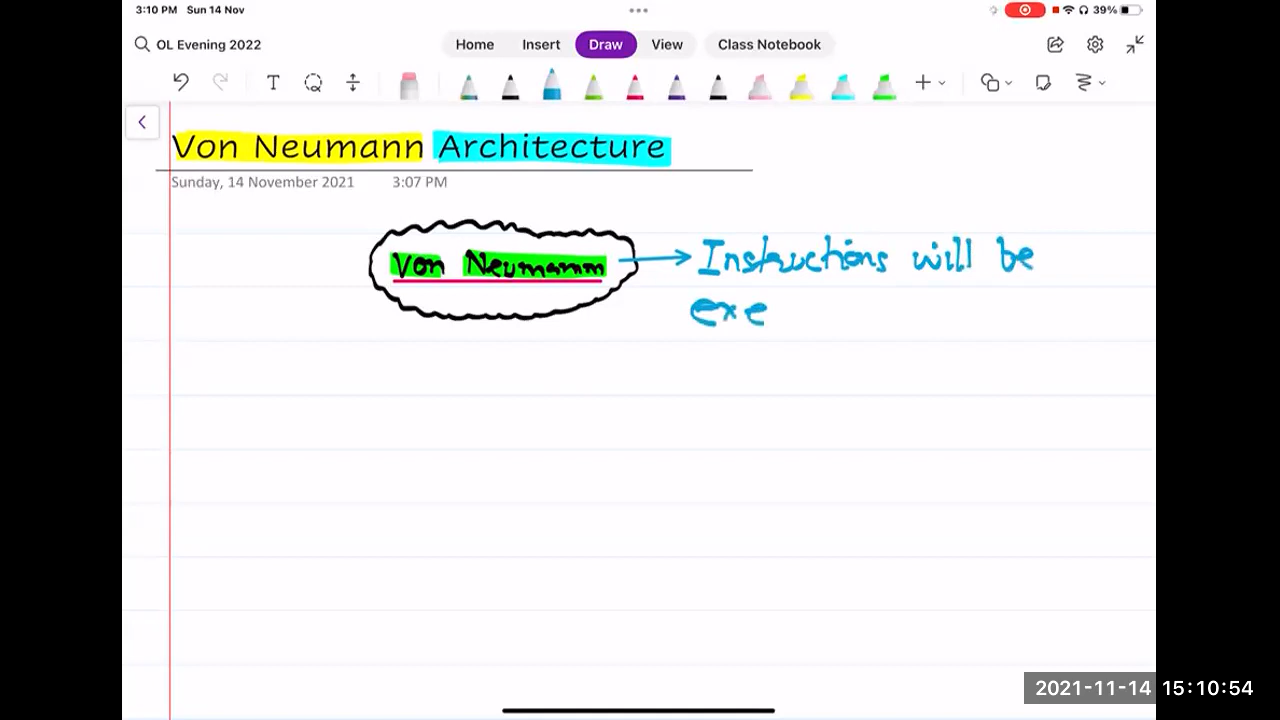 3:10 PM Sun 14 Nov
39%
OL Evening 2022
Home Insert Draw View Class Notebook
T
Von Neumann Architecture
Sunday, 14 November 2021 3:07 PM
Von Neumann → Instructions will be
exe
2021-11-14 15:10:54